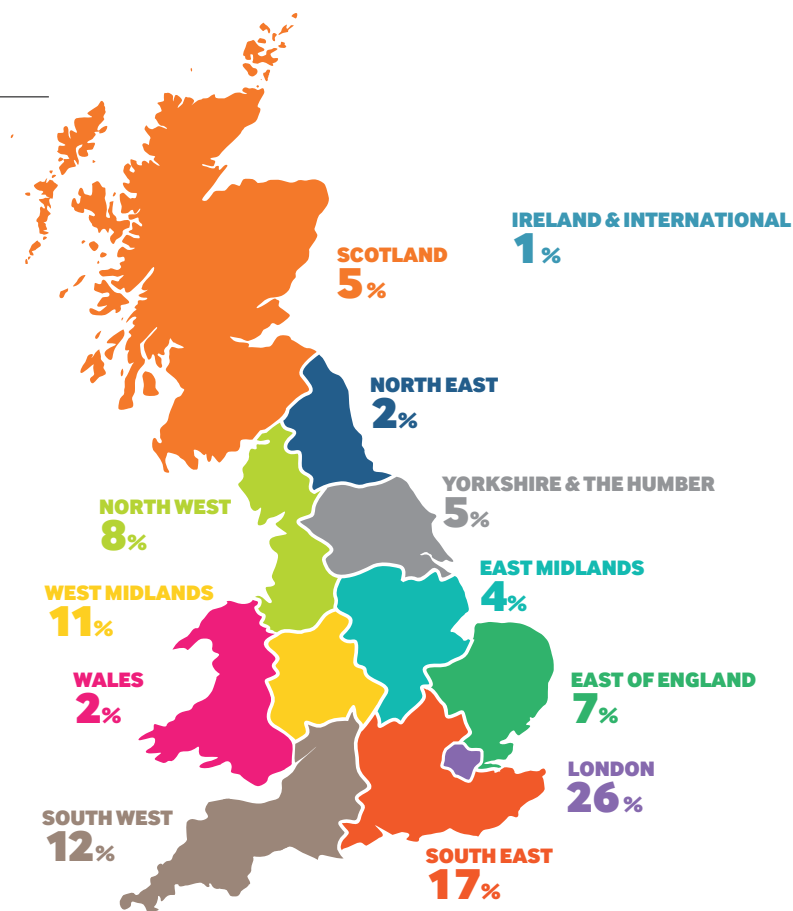 IRELAND & INTERNATIONAL
1%
SCOTLAND
5%
NORTH EAST
2%
YORKSHIRE & THE HUMBER
5%
NORTH WEST
8%
EAST MIDLANDS
4%
WEST MIDLANDS
11%
WALES
2%
EAST OF ENGLAND
7%
LONDON
26%
SOUTH WEST
12%
SOUTH EAST
17%